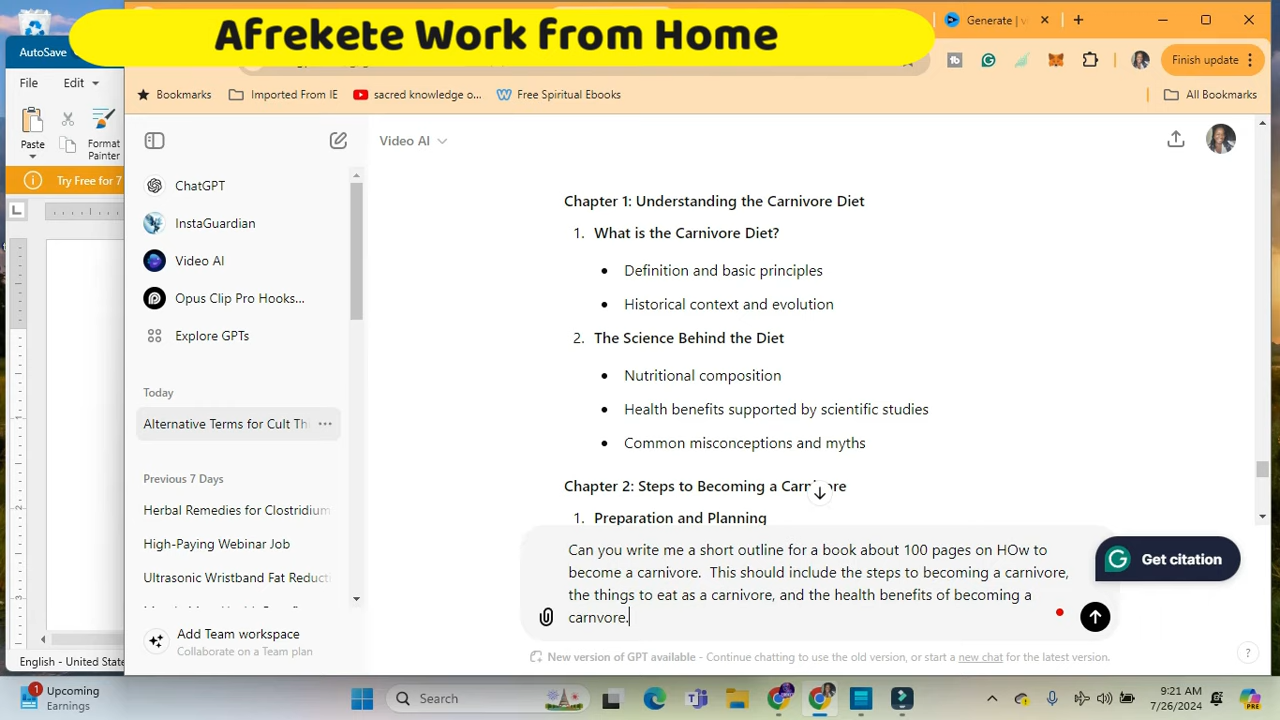 Afrekete Work from Home
Generate | v
AutoSave
File
Edit
Finish update
Bookmarks
Imported From IE
sacred knowledge o...
Free Spiritual Ebooks
All Bookmarks
Paste
Format
Painter
Try Free for 7
Video AI
ChatGPT
InstaGuardian
Video AI
Opus Clip Pro Hooks...
Explore GPTs
Today
Alternative Terms for Cult Th
Previous 7 Days
Herbal Remedies for Clostridium
High-Paying Webinar Job
Ultrasonic Wristband Fat Reducti
Add Team workspace
Collaborate on a Team plan
Chapter 1: Understanding the Carnivore Diet
1. What is the Carnivore Diet?
Definition and basic principles
Historical context and evolution
2. The Science Behind the Diet
Nutritional composition
Health benefits supported by scientific studies
Common misconceptions and myths
Chapter 2: Steps to Becoming a Carnivore
1. Preparation and Planning
Can you write me a short outline for a book about 100 pages on HOw to
become a carnivore. This should include the steps to becoming a carnivore,
the things to eat as a carnivore, and the health benefits of becoming a
carnvore.
Get citation
New version of GPT available - Continue chatting to use the old version, or start a new chat for the latest version.
?
English - United State
1
Upcoming
Earnings
Search
9:21 AM
7/26/2024
PRE